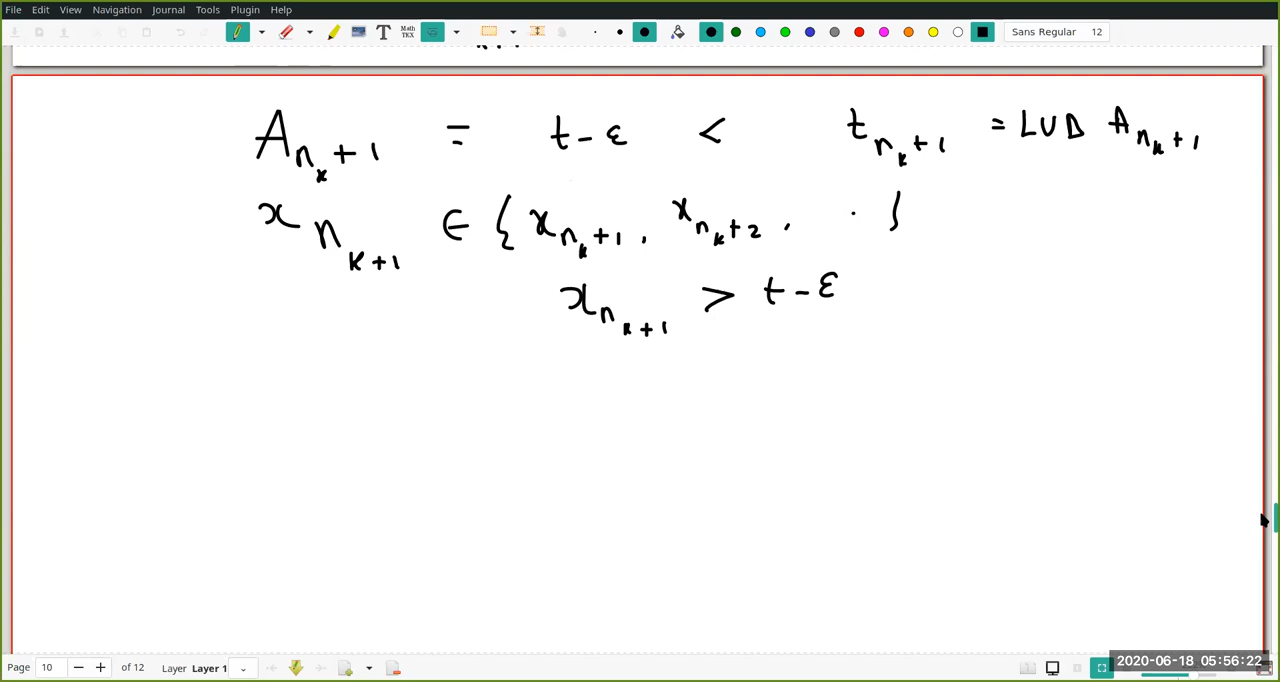 File Edit View Navigation Journal Tools Plugin Help
T Math TEX Sans Regular 12
A_{n_k+1} = t-ε < t_{n_k+1} = LUB A_{n_k+1}
x_{n_{k+1}} ∈ { x_{n_k+1}, x_{n_k+2}, . }
x_{n_{k+1}} > t-ε
Page 10 of 12 Layer Layer 1
2020-06-18 05:56:22